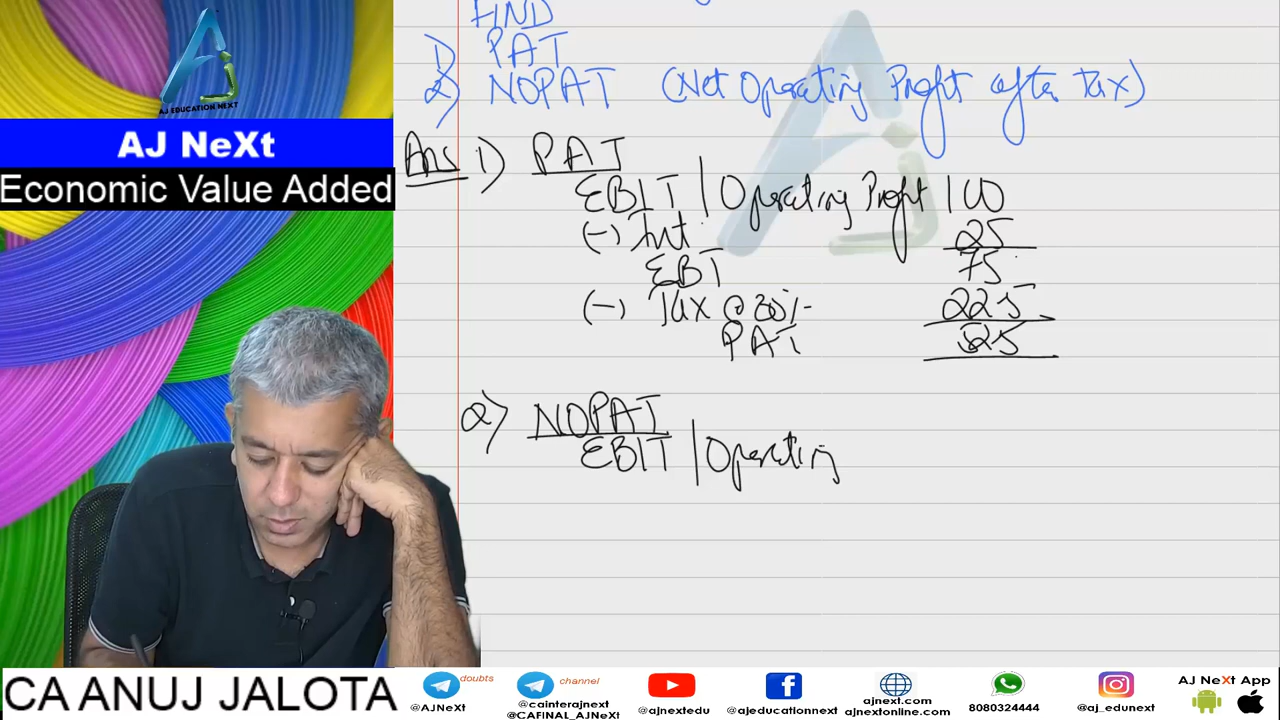 FIND
1) PAT
2) NOPAT (Net Operating Profit after Tax)
Ans 1) PAT
EBIT | Operating Profit 100
(-) Int 25
EBT 75
(-) Tax @ 30% 22.5
PAT 52.5
2) NOPAT
EBIT | Operating
AJ EDUCATION NEXT
AJ NeXt
Economic Value Added
CA ANUJ JALOTA
doubts
@AJNeXt
channel
@cainterajnext
@CAFINAL_AJNeXt
@ajnextedu
@ajeducationnext
ajnext.com
ajnextonline.com
8080324444
@aj_edunext
AJ NeXt App